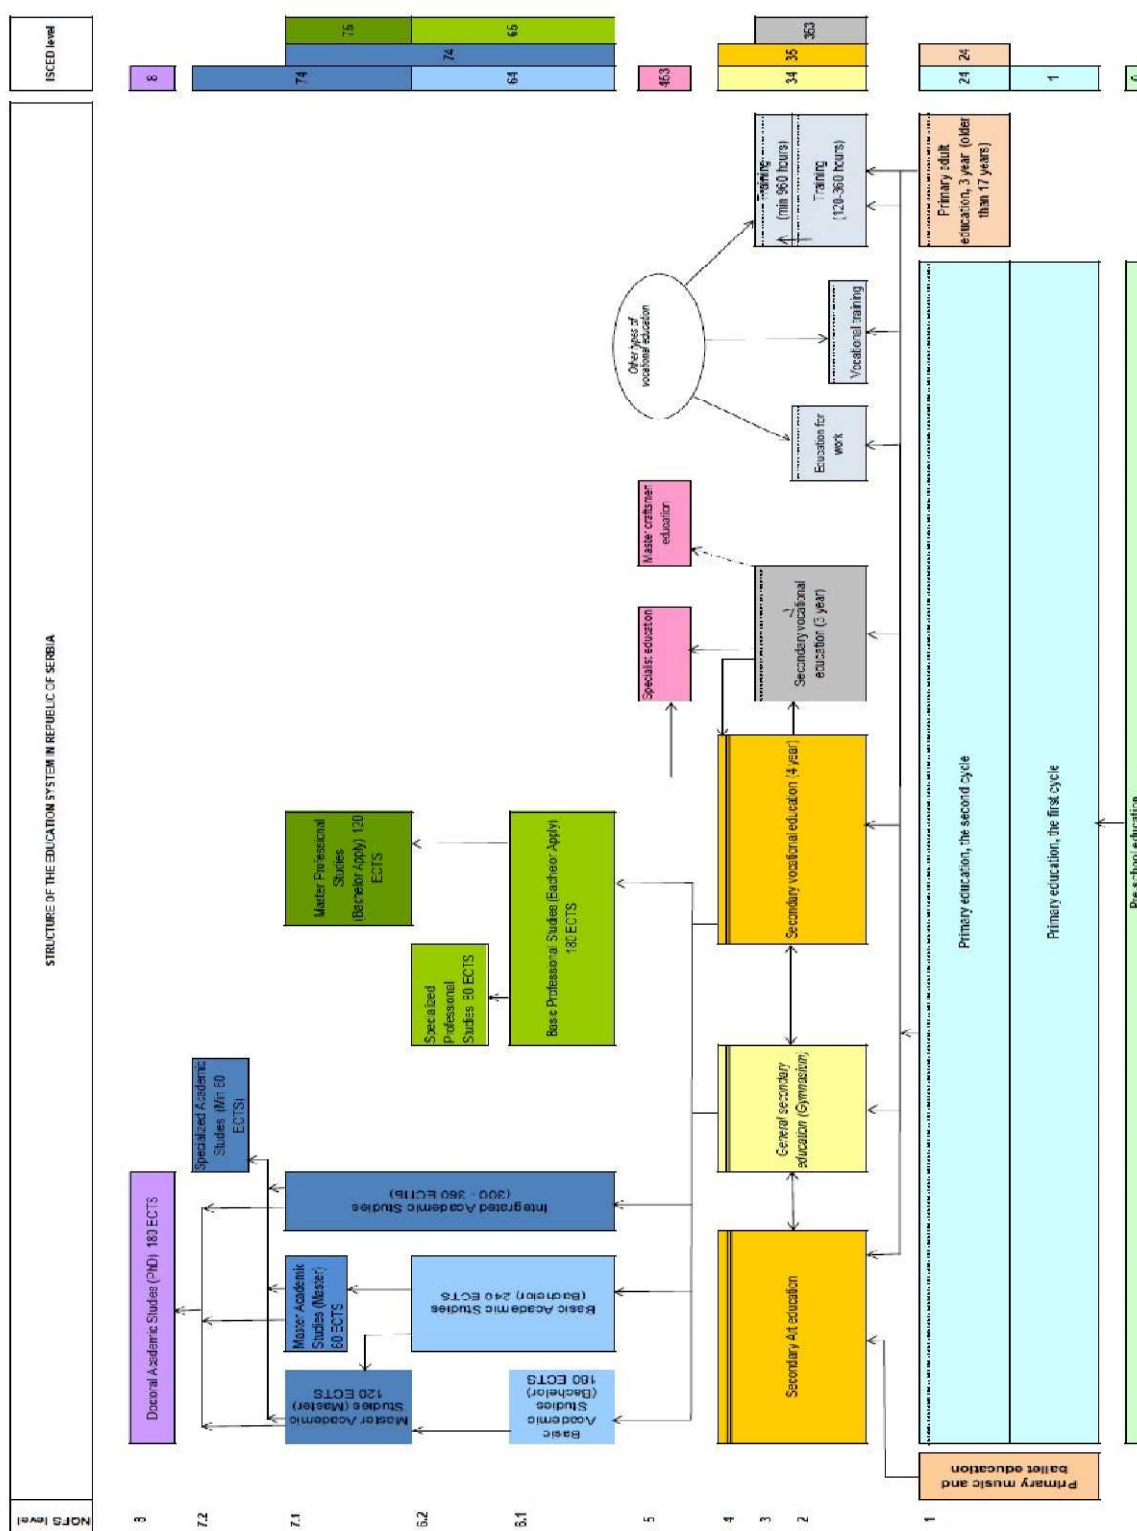 NQFS level
STRUCTURE OF THE EDUCATION SYSTEM IN REPUBLIC OF SERBIA
ISCED level
8
Doctoral Academic Studies (PhD) 180 ECTS
8
7.2
Specialized Academic
Studies (Min 60
ECTS)
74
7.1
Master Academic
Studies (Master)
120 ECTS
Master Academic
Studies (Master)
60 ECTS
Integrated Academic Studies
(300 - 360 ECTS)
Master Professional
Studies
(Bachelor Apply) 120
ECTS
74
75
6.2
Basic Academic Studies
(Bachelor) 240 ECTS
Specialized
Professional
Studies 60 ECTS
64
65
6.1
Basic
Academic
Studies
(Bachelor)
180 ECTS
Basic Professional Studies (Bachelor Apply)
180 ECTS
5
Specialist education
Master craftsmen
education
Other types of
vocational education
453
4
3
2
Secondary Art education
General secondary
education (Gymnasium)
Secondary vocational education (4 year)
Secondary vocational
education (3 year)
Education for
work
Vocational training
Training
(min 960 hours)
Training
(120-360 hours)
34
35
353
1
Primary music and
ballet education
Primary education, the second cycle
Primary education, the first cycle
Primary adult
education, 3 year (older
than 17 years)
24
24
1
Pre-school education
0